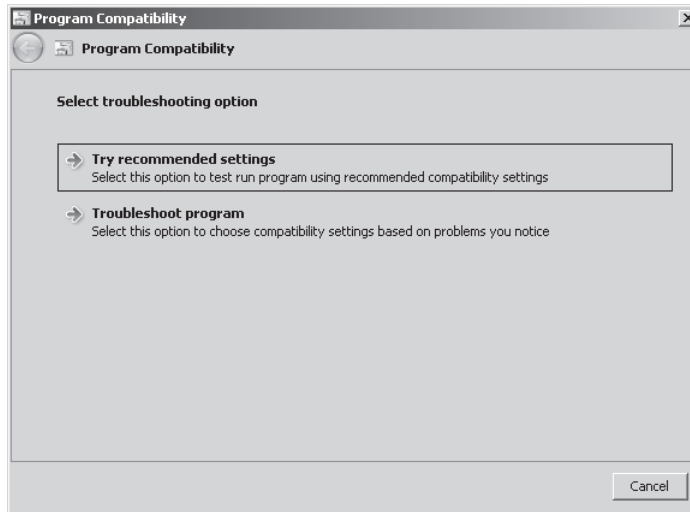 Program Compatibility
Program Compatibility
Select troubleshooting option
Try recommended settings
Select this option to test run program using recommended compatibility settings
Troubleshoot program
Select this option to choose compatibility settings based on problems you notice
Cancel